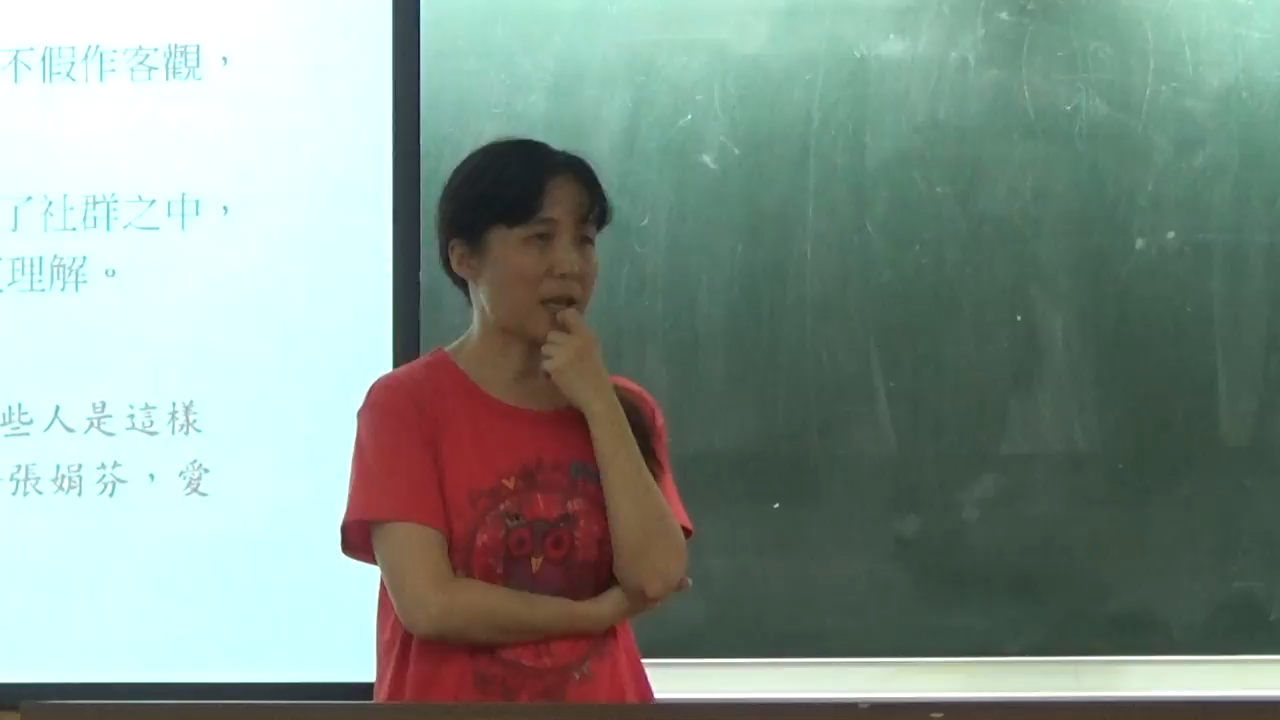 不假作客觀，
了社群之中，
理解。
些人是這樣
張娟芬，愛